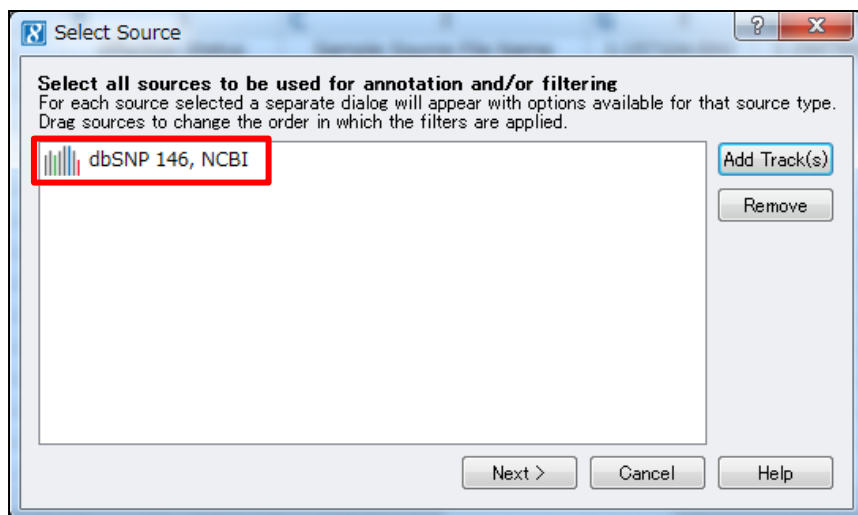 Select Source
Select all sources to be used for annotation and/or filtering
For each source selected a separate dialog will appear with options available for that source type.
Drag sources to change the order in which the filters are applied.
dbSNP 146, NCBI
Add Track(s)
Remove
Next >
Cancel
Help